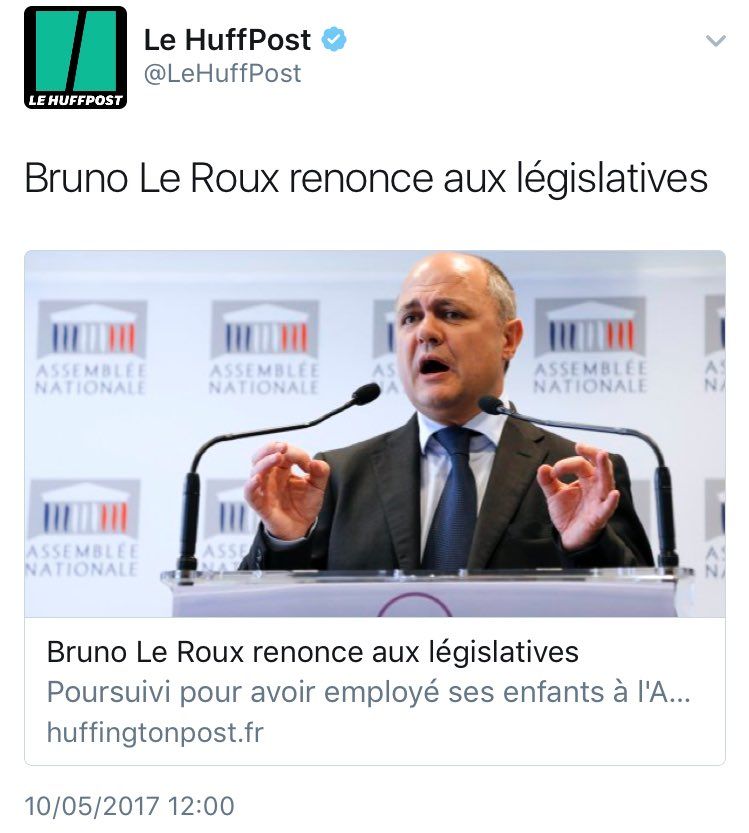 LE HUFFPOST
Le HuffPost
@LeHuffPost
Bruno Le Roux renonce aux législatives
ASSEMBLÉE
NATIONALE
ASSEMBLÉE
NATIONALE
ASSEMBLÉE
NATIONALE
ASSEMBLÉE
NATIONALE
Bruno Le Roux renonce aux législatives
Poursuivi pour avoir employé ses enfants à l'A...
huffingtonpost.fr
10/05/2017 12:00